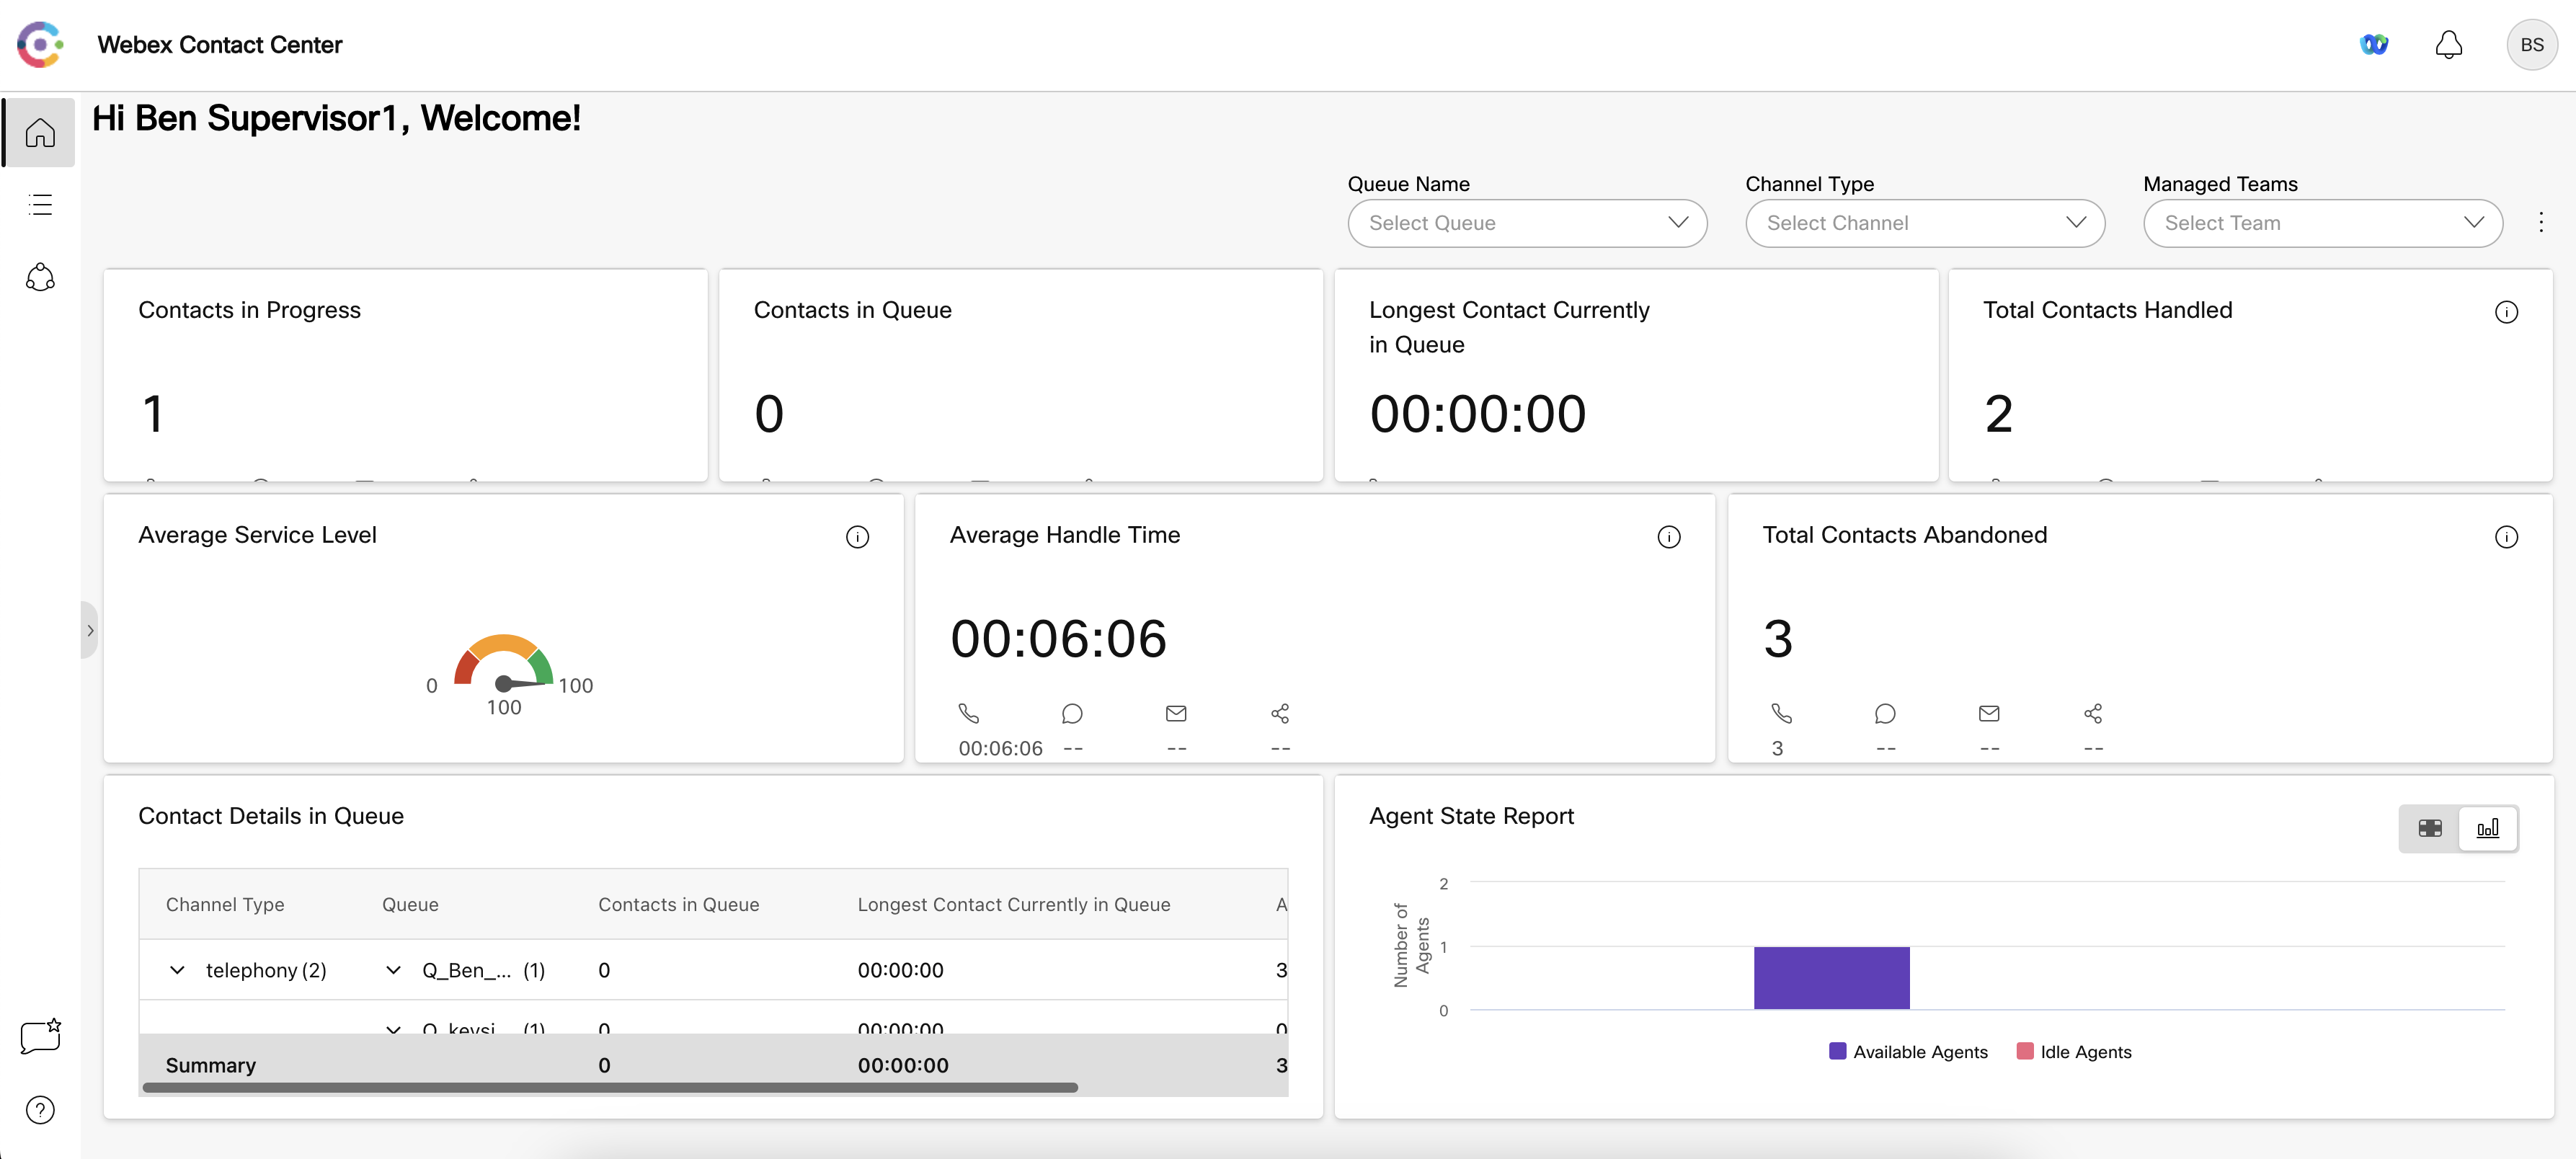 Webex Contact Center
BS
Hi Ben Supervisor1, Welcome!
Queue Name
Channel Type
Managed Teams
Select Queue
Select Channel
Select Team
Contacts in Progress
1
Contacts in Queue
0
Longest Contact Currently
in Queue
00:00:00
Total Contacts Handled
2
Average Service Level
0
100
100
Average Handle Time
00:06:06
00:06:06 -- -- --
Total Contacts Abandoned
3
3 -- -- --
Contact Details in Queue
Channel Type Queue Contacts in Queue Longest Contact Currently in Queue A
telephony (2) Q_Ben_... (1) 0 00:00:00 3
(1) 0 00:00:00 0
Summary 0 00:00:00 3
Agent State Report
Number of
Agents
2
1
0
Available Agents
Idle Agents